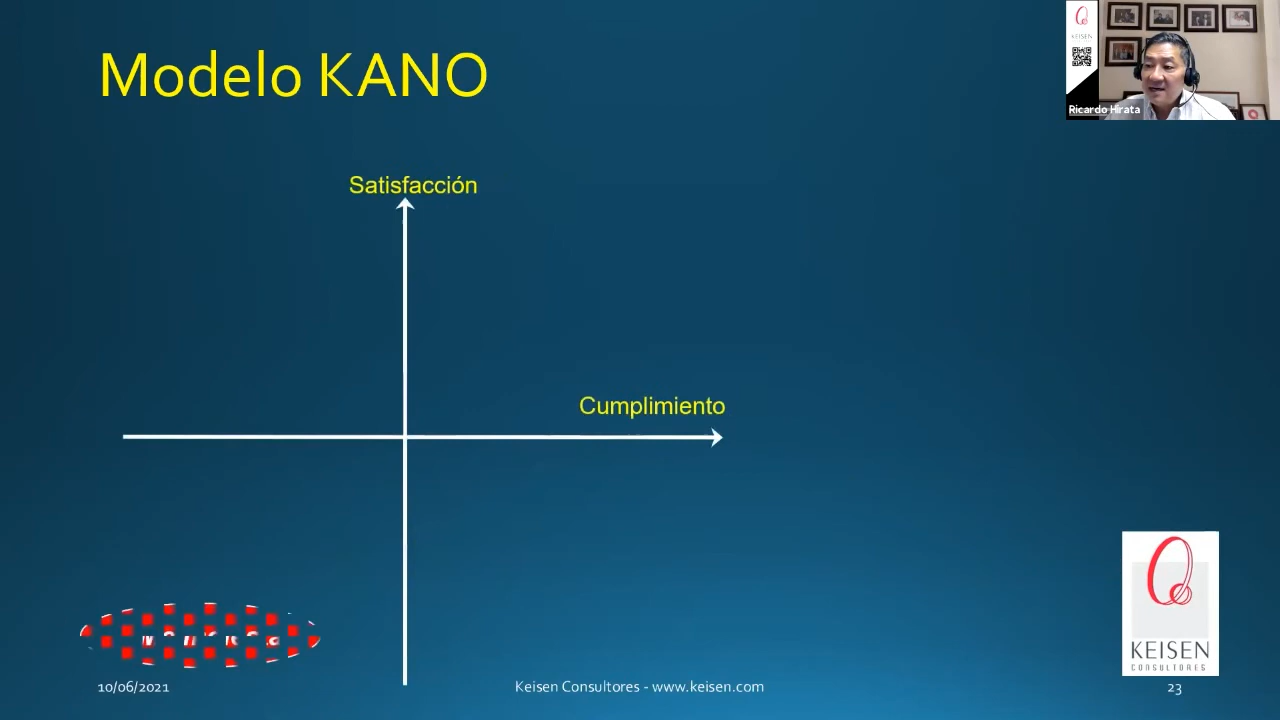 Modelo KANO
KEISEN
Ricardo Hirata
Satisfacción
Cumplimiento
KEISEN
CONSULTORES
10/06/2021
Keisen Consultores - www.keisen.com
23